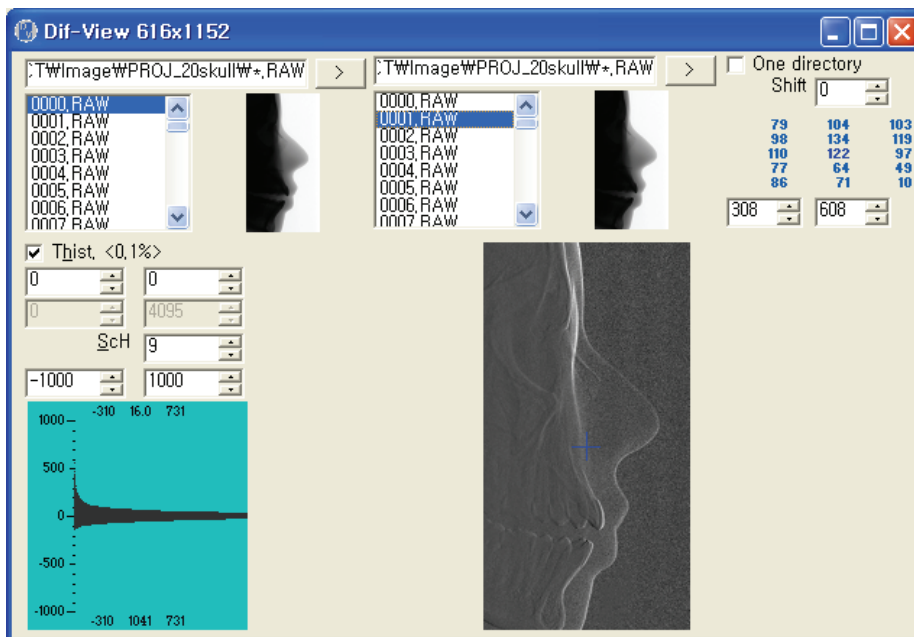 Dif-View 616x1152
:T₩Image₩PROJ_20skull₩*,RAW
>
0000,RAW
0001,RAW
0002,RAW
0003,RAW
0004,RAW
0005,RAW
0006,RAW
0007,RAW
:T₩Image₩PROJ_20skull₩*,RAW
>
0000,RAW
0001,RAW
0002,RAW
0003,RAW
0004,RAW
0005,RAW
0006,RAW
0007,RAW
One directory
Shift 0
79 104 103
98 134 119
110 122 97
77 64 49
86 71 10
308 608
Thist, <0,1%>
0 0
0 4095
ScH 9
-1000 1000
-310 16.0 731
1000
500
0
-500
-1000
-310 1041 731